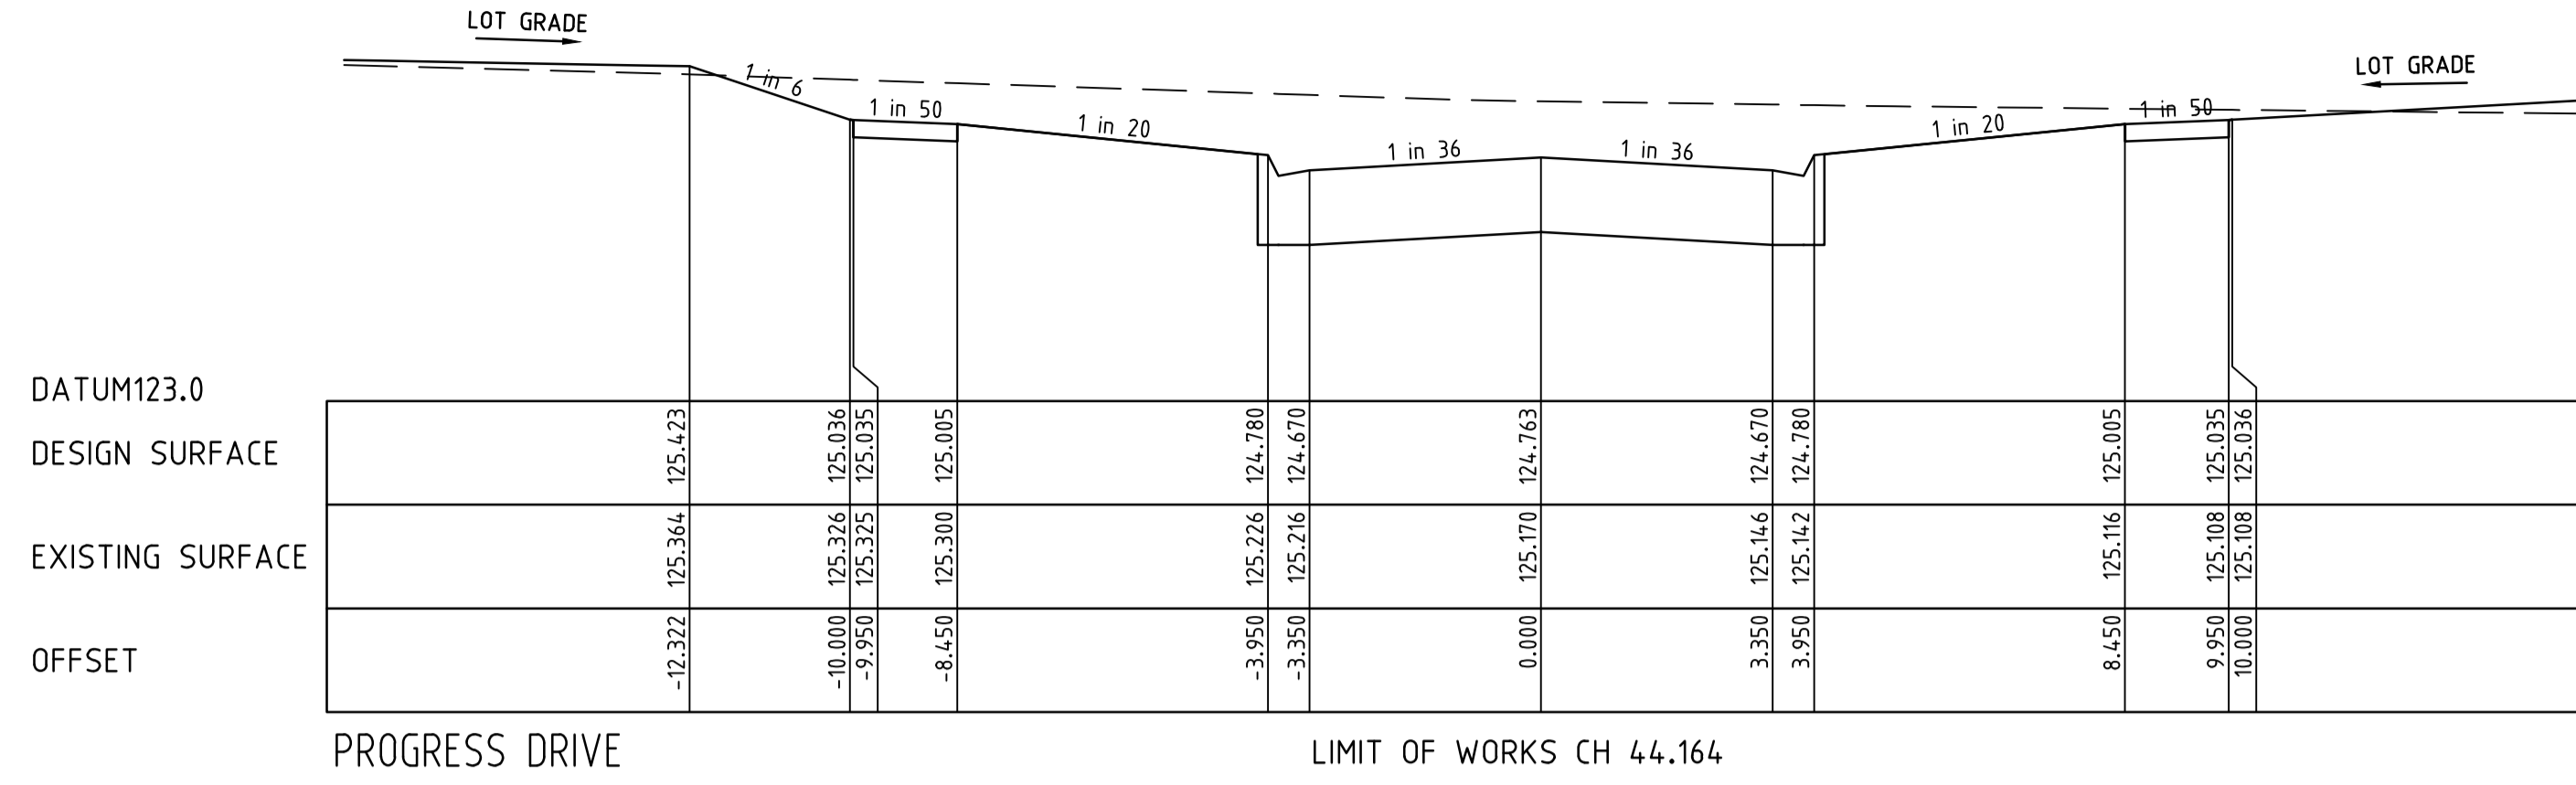 LOT GRADE
LOT GRADE
1 in 6
1 in 50
1 in 20
1 in 36
1 in 36
1 in 20
1 in 50
DATUM123.0
DESIGN SURFACE 125.423 125.036 125.035 125.005 124.780 124.670 124.763 124.670 124.780 125.005 125.035 125.036
EXISTING SURFACE 125.364 125.326 125.325 125.300 125.226 125.216 125.170 125.146 125.142 125.116 125.108 125.108
OFFSET -12.322 -10.000 -9.950 -8.450 -3.950 -3.350 0.000 3.350 3.950 8.450 9.950 10.000
PROGRESS DRIVE LIMIT OF WORKS CH 44.164